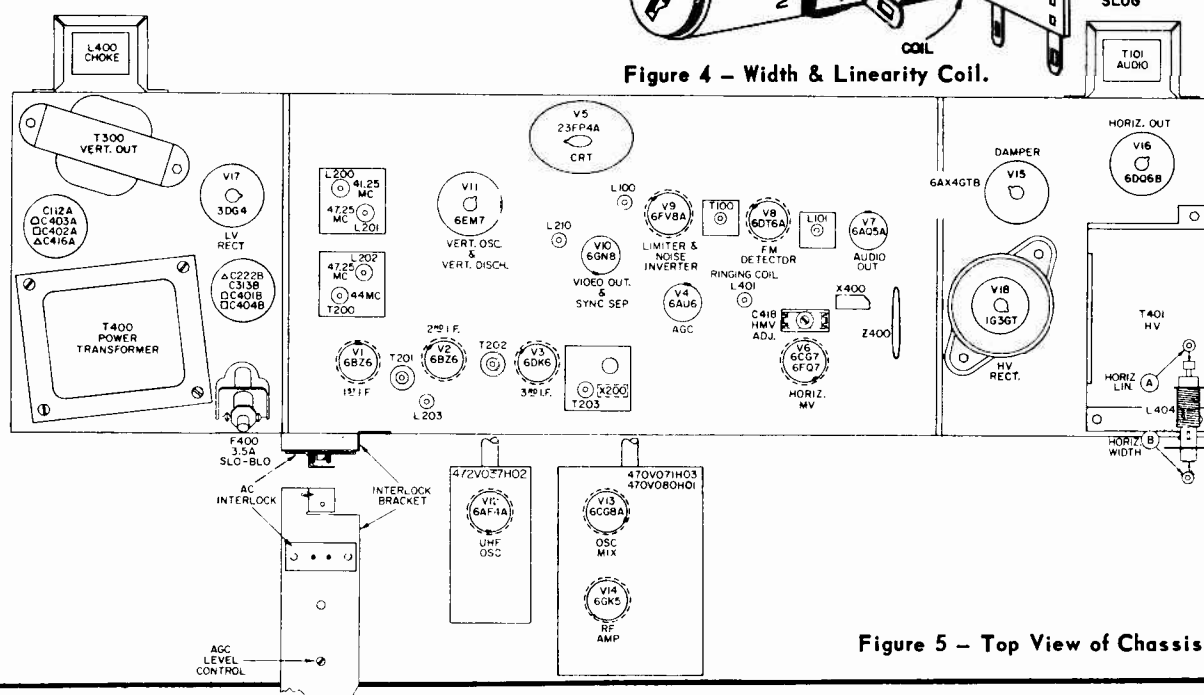 SLUG
COIL
Figure 4 – Width & Linearity Coil.
L400
CHOKE
T101
AUDIO
T300
VERT. OUT
V17
3DG4
LV
RECT
C112A
□C403A
□C402A
△C416A
△C222B
C313B
□C401B
□C404B
T400
POWER
TRANSFORMER
F400
3.5A
SLO-BLO
L200
41.25
MC
47.25
MC
L201
L202
47.25
MC
44MC
T200
V11
6EM7
VERT. OSC.
&
VERT. DISCH.
V5
23FP4A
CRT
L210
V10
6GN8
VIDEO OUT.
&
SYNC SEP
L100
V9
6FV8A
LIMITER &
NOISE
INVERTER
T100
V8
6DT6A
FM
DETECTOR
L101
V7
6AQ5A
AUDIO
OUT
V4
6AU6
AGC
RINGING COIL
L401
X400
C418
HMV
ADJ.
Z400
V6
6CG7
6FQ7
HORIZ.
MV
V1
6BZ6
1ST I.F.
T201
2ND I.F.
V2
6BZ6
L203
T202
V3
6DK6
3RD I.F.
X200
T203
DAMPER
6AX4GTB
V15
HORIZ. OUT
V16
6DQ6B
V18
1G3GT
HV
RECT.
T401
HV
HORIZ
LIN.
A
L404
HORIZ.
WIDTH
B
AC
INTERLOCK
INTERLOCK
BRACKET
AGC
LEVEL
CONTROL
472V037H02
V12
6AF4A
UHF
OSC
470V071H03
470V080H01
V13
6CG8A
OSC
MIX
V14
6GK5
RF
AMP
Figure 5 – Top View of Chassis